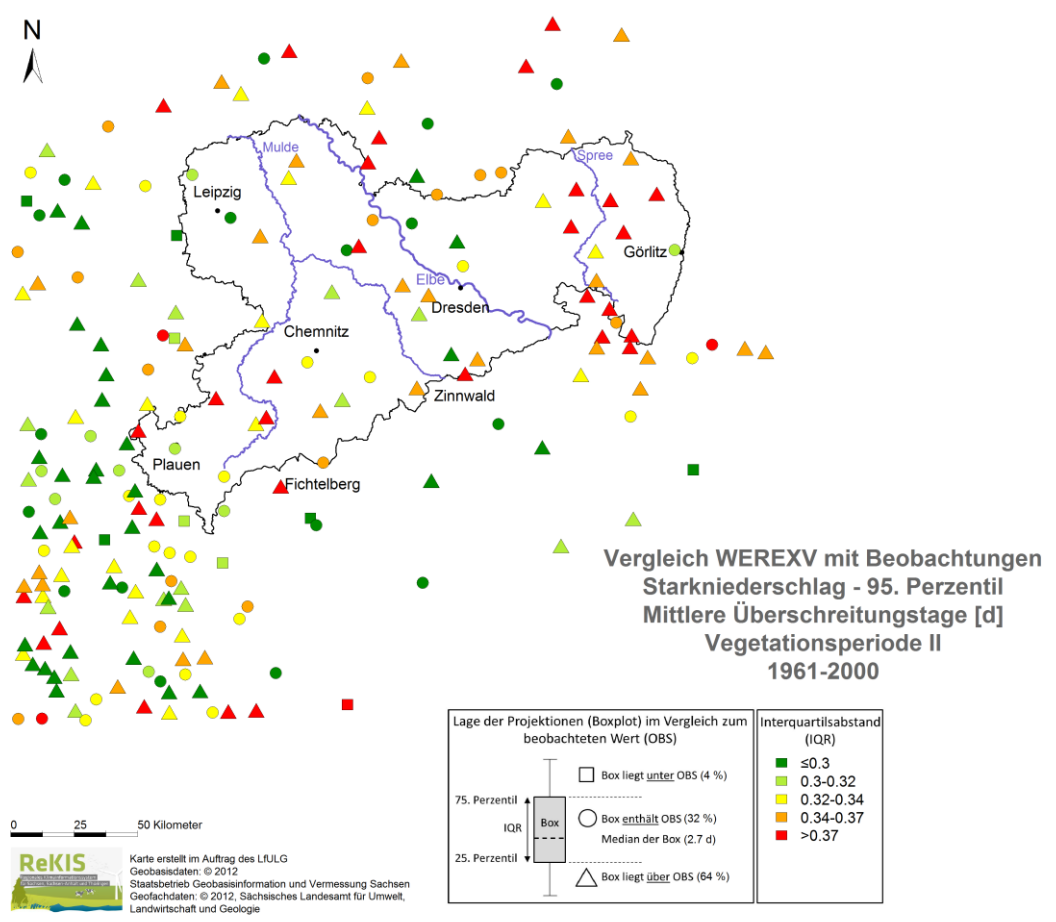 N
Mulde
Spree
Leipzig
Görlitz
Elbe
Dresden
Chemnitz
Zinnwald
Plauen
Fichtelberg
Vergleich WEREXV mit Beobachtungen
Starkniederschlag - 95. Perzentil
Mittlere Überschreitungstage [d]
Vegetationsperiode II
1961-2000
Lage der Projektionen (Boxplot) im Vergleich zum
beobachteten Wert (OBS)
Box liegt unter OBS (4 %)
75. Perzentil
IQR
Box
Box enthält OBS (32 %)
Median der Box (2.7 d)
25. Perzentil
Box liegt über OBS (64 %)
Interquartilsabstand
(IQR)
≤0.3
0.3-0.32
0.32-0.34
0.34-0.37
>0.37
0 25 50 Kilometer
ReKIS
Karte erstellt im Auftrag des LfULG
Geobasisdaten: © 2012
Staatsbetrieb Geobasisinformation und Vermessung Sachsen
Geofachdaten: © 2012, Sächsisches Landesamt für Umwelt,
Landwirtschaft und Geologie